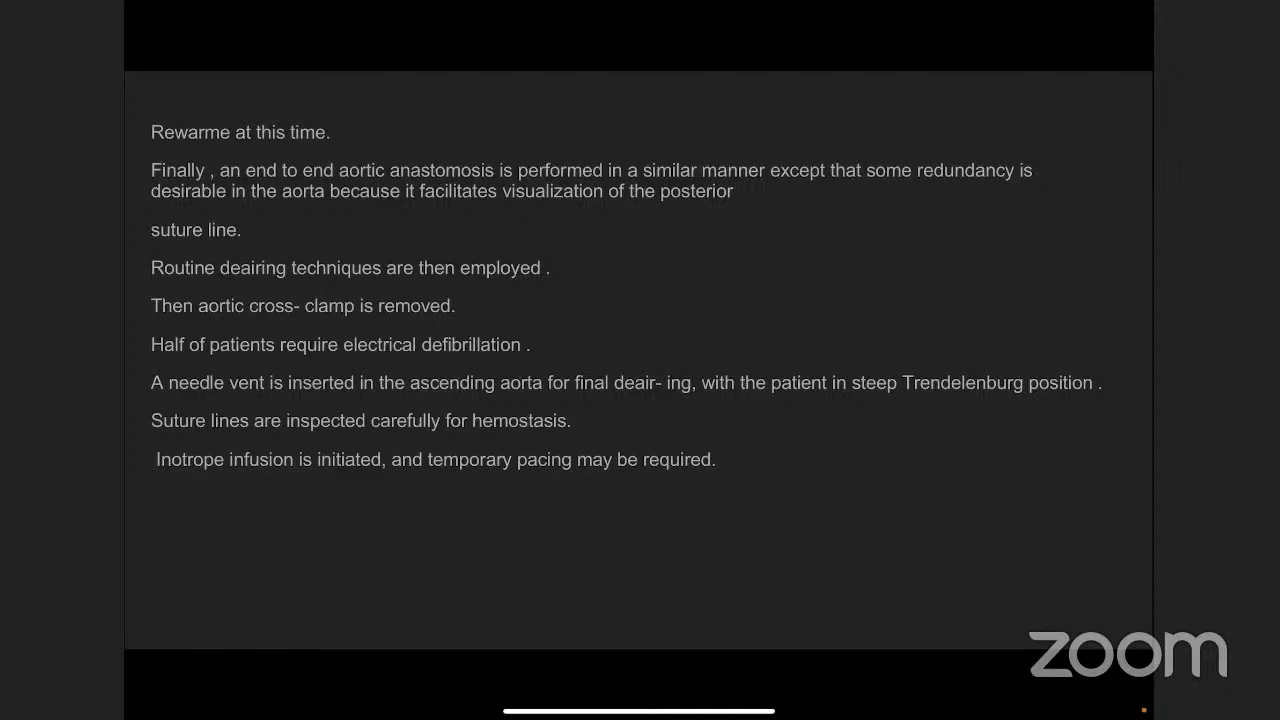 Rewarme at this time.
Finally , an end to end aortic anastomosis is performed in a similar manner except that some redundancy is
desirable in the aorta because it facilitates visualization of the posterior
suture line.
Routine deairing techniques are then employed .
Then aortic cross- clamp is removed.
Half of patients require electrical defibrillation .
A needle vent is inserted in the ascending aorta for final deair- ing, with the patient in steep Trendelenburg position .
Suture lines are inspected carefully for hemostasis.
Inotrope infusion is initiated, and temporary pacing may be required.
zoom